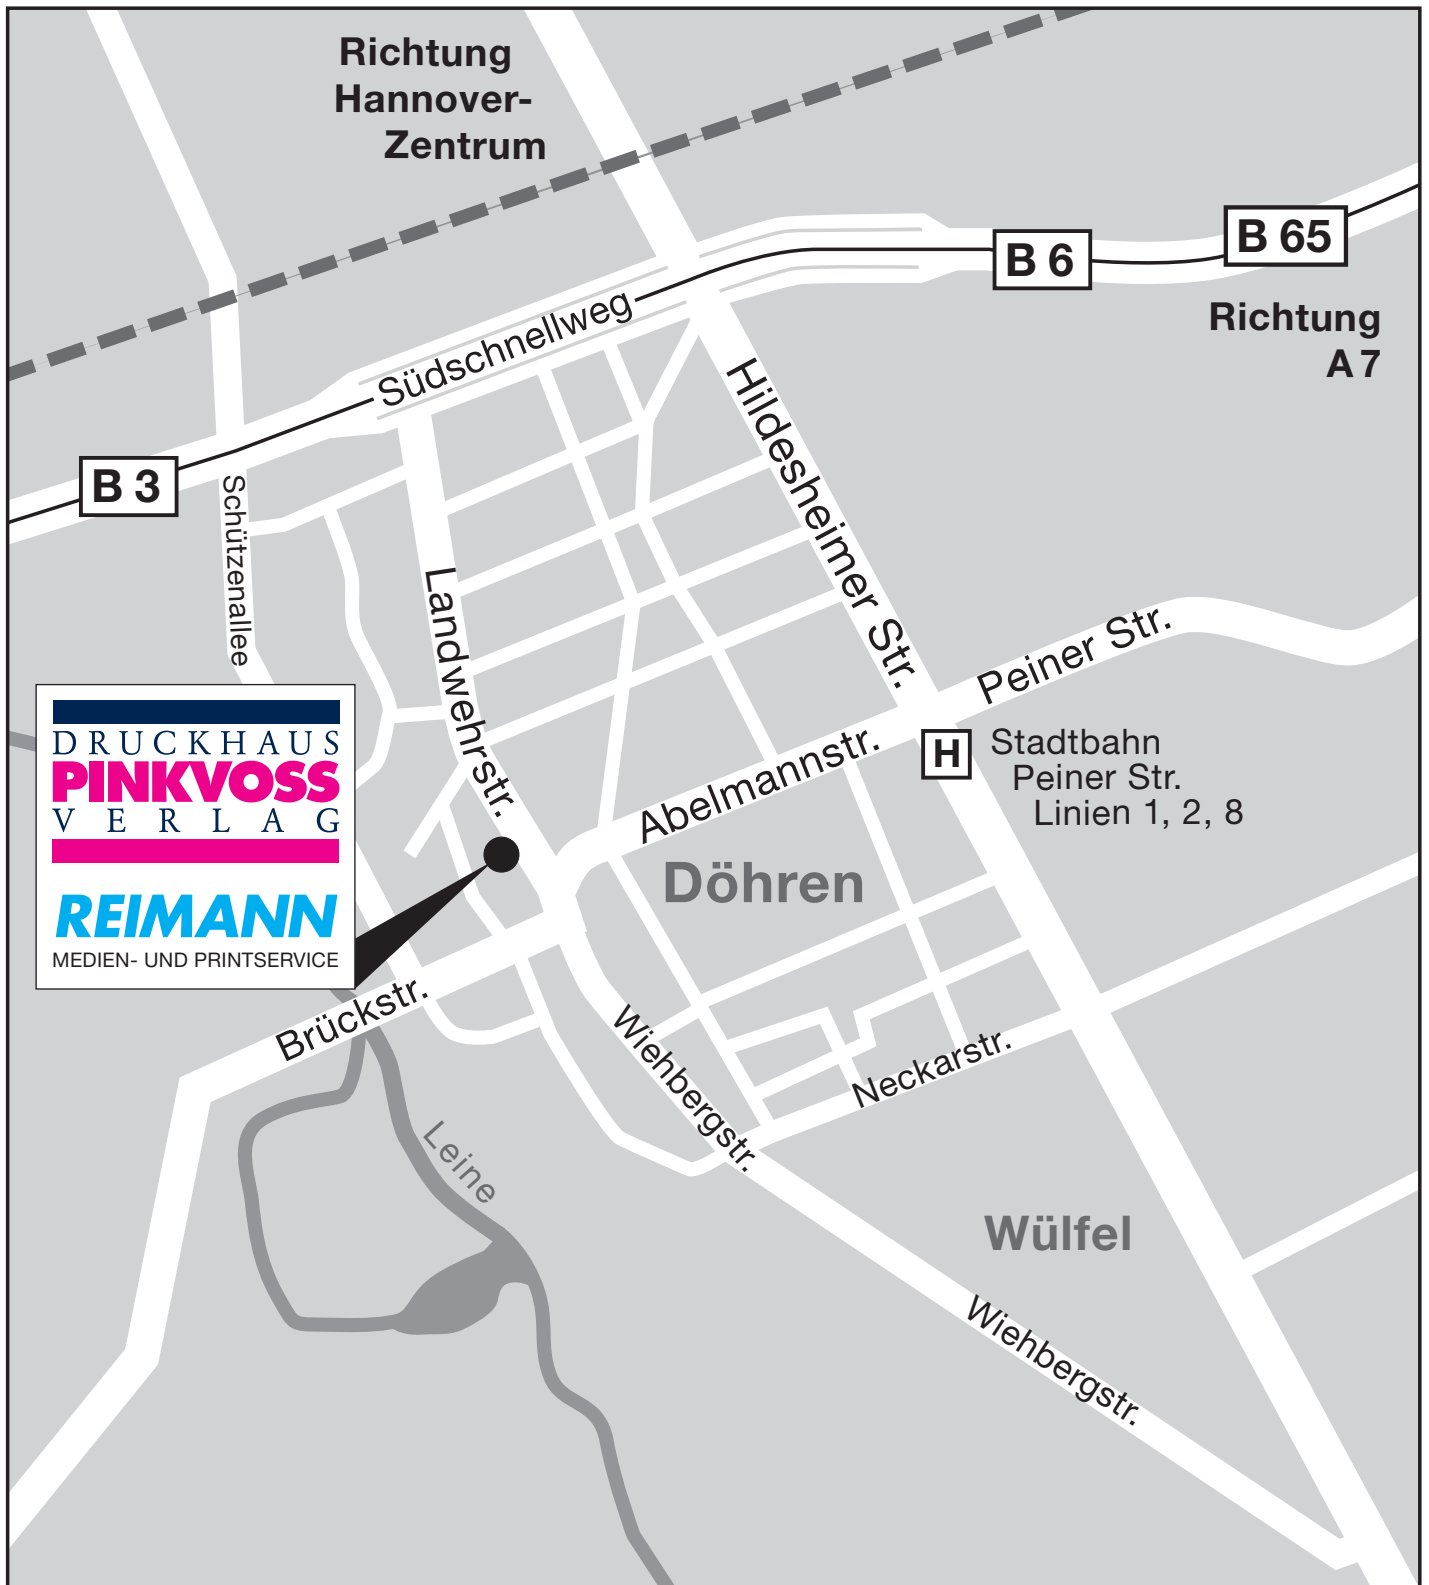 Richtung
Hannover-
Zentrum
B 65
B 6
Richtung
A 7
Südschnellweg
Hildesheimer Str.
B 3
Schützenallee
Landwehrstr.
Peiner Str.
Abelmannstr.
H
Stadtbahn
Peiner Str.
Linien 1, 2, 8
DRUCKHAUS
PINKVOSS
VERLAG
REIMANN
MEDIEN- UND PRINTSERVICE
Döhren
Brückstr.
Wiehbergstr.
Neckarstr.
Leine
Wülfel
Wiehbergstr.